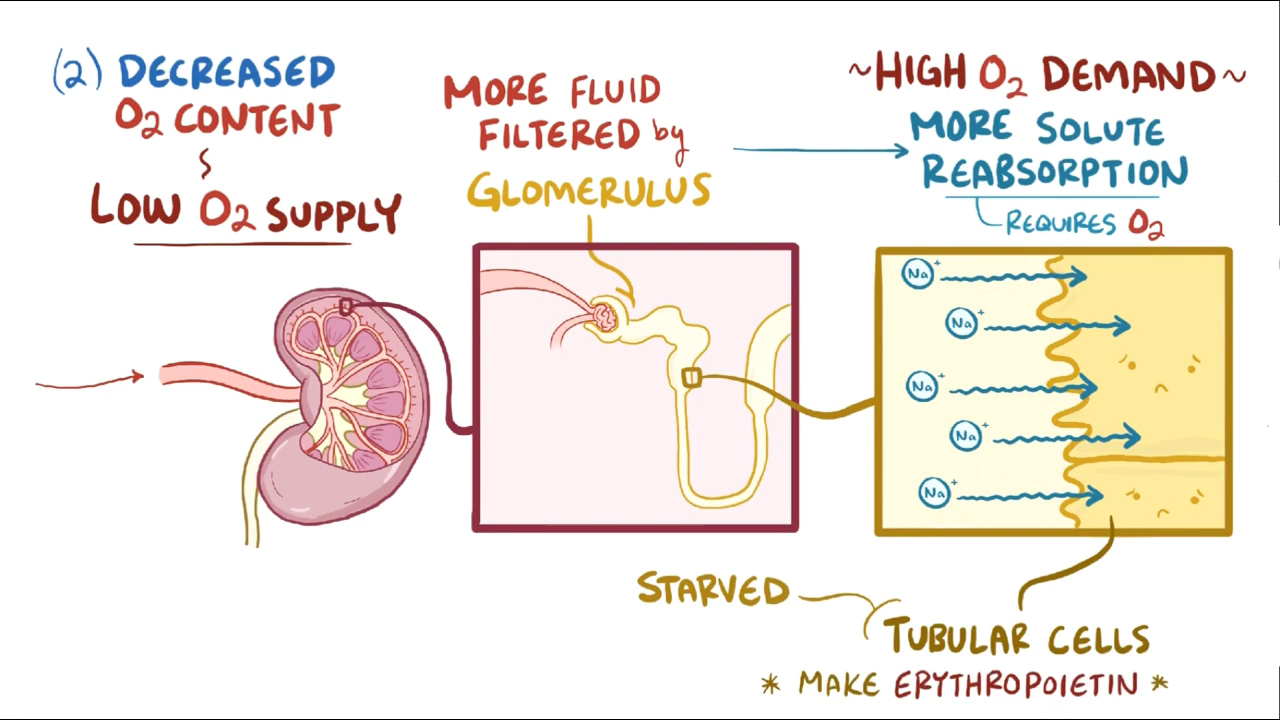 (2) DECREASED
O2 CONTENT
LOW O2 SUPPLY
MORE FLUID
FILTERED by
GLOMERULUS
~HIGH O2 DEMAND~
MORE SOLUTE
REABSORPTION
REQUIRES O2
Na+
Na+
Na+
Na+
Na+
STARVED
TUBULAR CELLS
* MAKE ERYTHROPOIETIN *